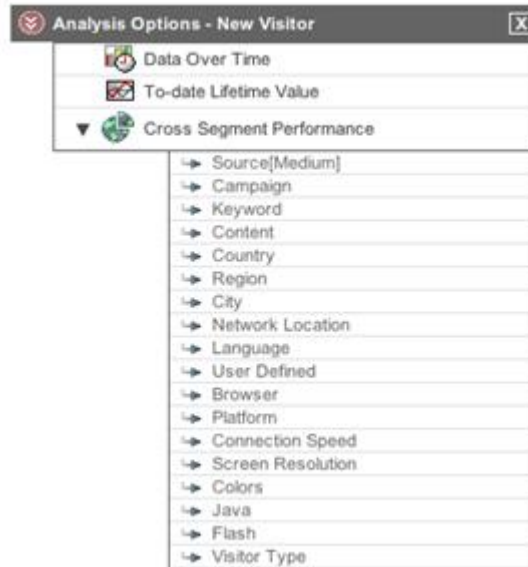 Analysis Options - New Visitor X
Data Over Time
To-date Lifetime Value
Cross Segment Performance
Source[Medium]
Campaign
Keyword
Content
Country
Region
City
Network Location
Language
User Defined
Browser
Platform
Connection Speed
Screen Resolution
Colors
Java
Flash
Visitor Type